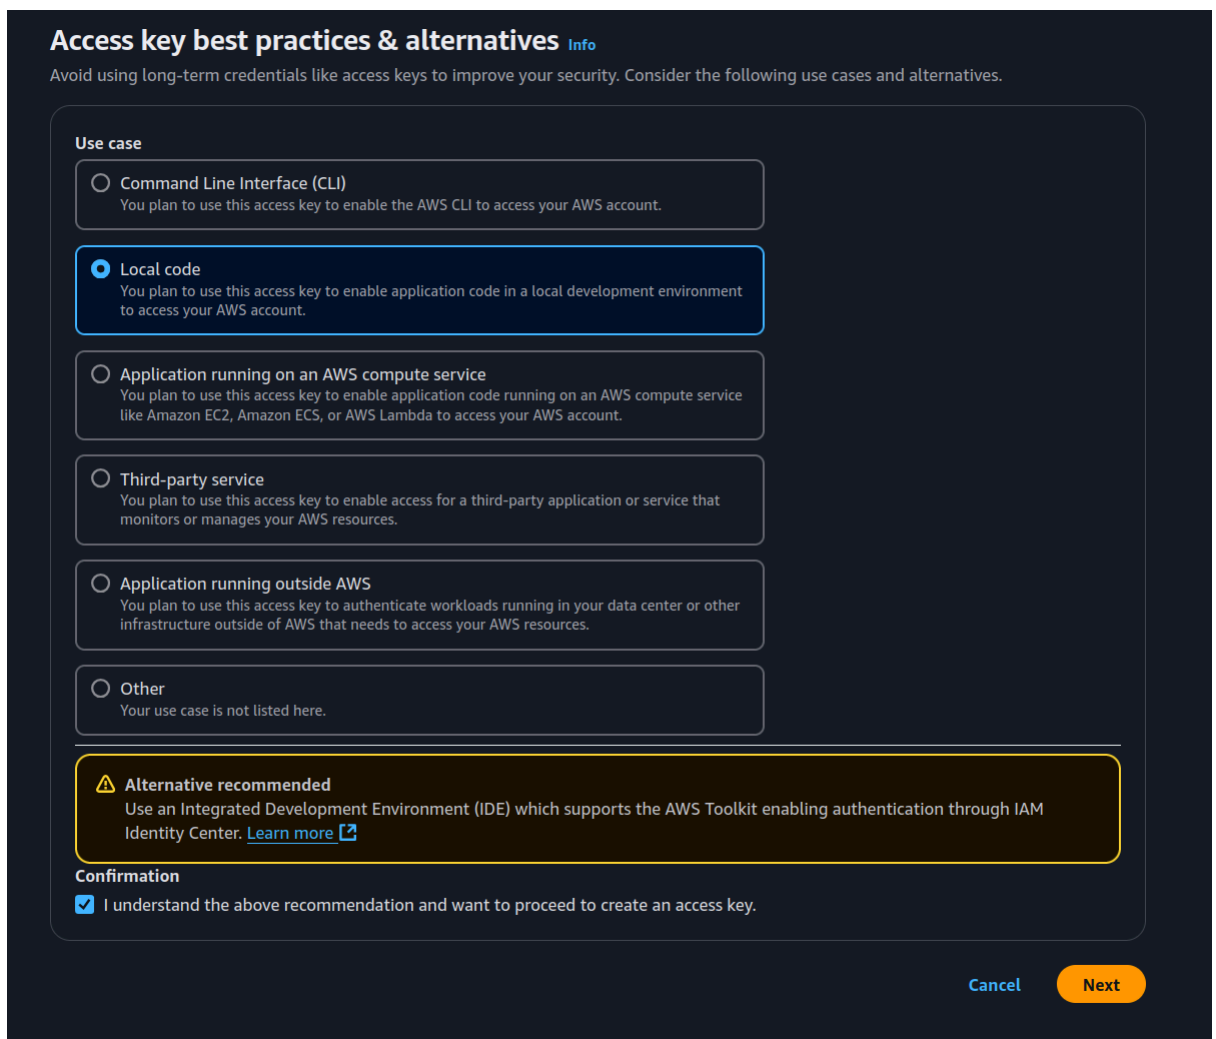 Access key best practices & alternatives Info
Avoid using long-term credentials like access keys to improve your security. Consider the following use cases and alternatives.
Use case
Command Line Interface (CLI)
You plan to use this access key to enable the AWS CLI to access your AWS account.
Local code
You plan to use this access key to enable application code in a local development environment
to access your AWS account.
Application running on an AWS compute service
You plan to use this access key to enable application code running on an AWS compute service
like Amazon EC2, Amazon ECS, or AWS Lambda to access your AWS account.
Third-party service
You plan to use this access key to enable access for a third-party application or service that
monitors or manages your AWS resources.
Application running outside AWS
You plan to use this access key to authenticate workloads running in your data center or other
infrastructure outside of AWS that needs to access your AWS resources.
Other
Your use case is not listed here.
Alternative recommended
Use an Integrated Development Environment (IDE) which supports the AWS Toolkit enabling authentication through IAM
Identity Center. Learn more
Confirmation
I understand the above recommendation and want to proceed to create an access key.
Cancel Next